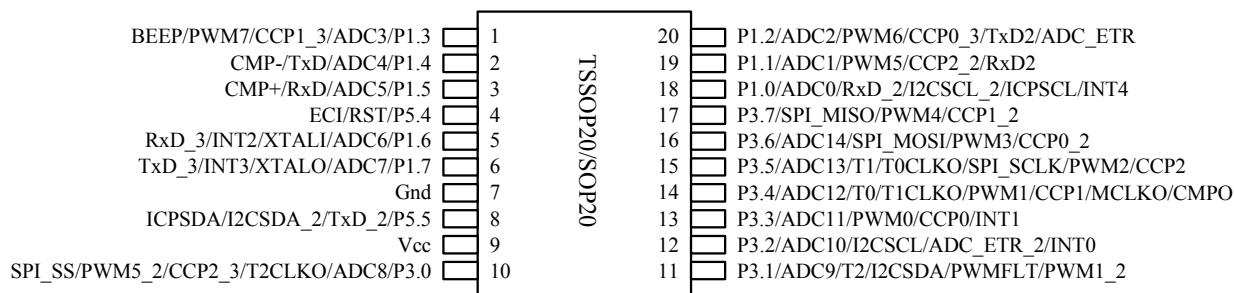 BEEP/PWM7/CCP1_3/ADC3/P1.3 1 20 P1.2/ADC2/PWM6/CCP0_3/TxD2/ADC_ETR
CMP-/TxD/ADC4/P1.4 2 19 P1.1/ADC1/PWM5/CCP2_2/RxD2
CMP+/RxD/ADC5/P1.5 3 18 P1.0/ADC0/RxD_2/I2CSCL_2/ICPSCL/INT4
ECI/RST/P5.4 4 17 P3.7/SPI_MISO/PWM4/CCP1_2
RxD_3/INT2/XTALI/ADC6/P1.6 5 16 P3.6/ADC14/SPI_MOSI/PWM3/CCP0_2
TxD_3/INT3/XTALO/ADC7/P1.7 6 15 P3.5/ADC13/T1/T0CLKO/SPI_SCLK/PWM2/CCP2
Gnd 7 14 P3.4/ADC12/T0/T1CLKO/PWM1/CCP1/MCLKO/CMPO
ICPSDA/I2CSDA_2/TxD_2/P5.5 8 13 P3.3/ADC11/PWM0/CCP0/INT1
Vcc 9 12 P3.2/ADC10/I2CSCL/ADC_ETR_2/INT0
SPI_SS/PWM5_2/CCP2_3/T2CLKO/ADC8/P3.0 10 11 P3.1/ADC9/T2/I2CSDA/PWMFLT/PWM1_2
TSSOP20/SOP20